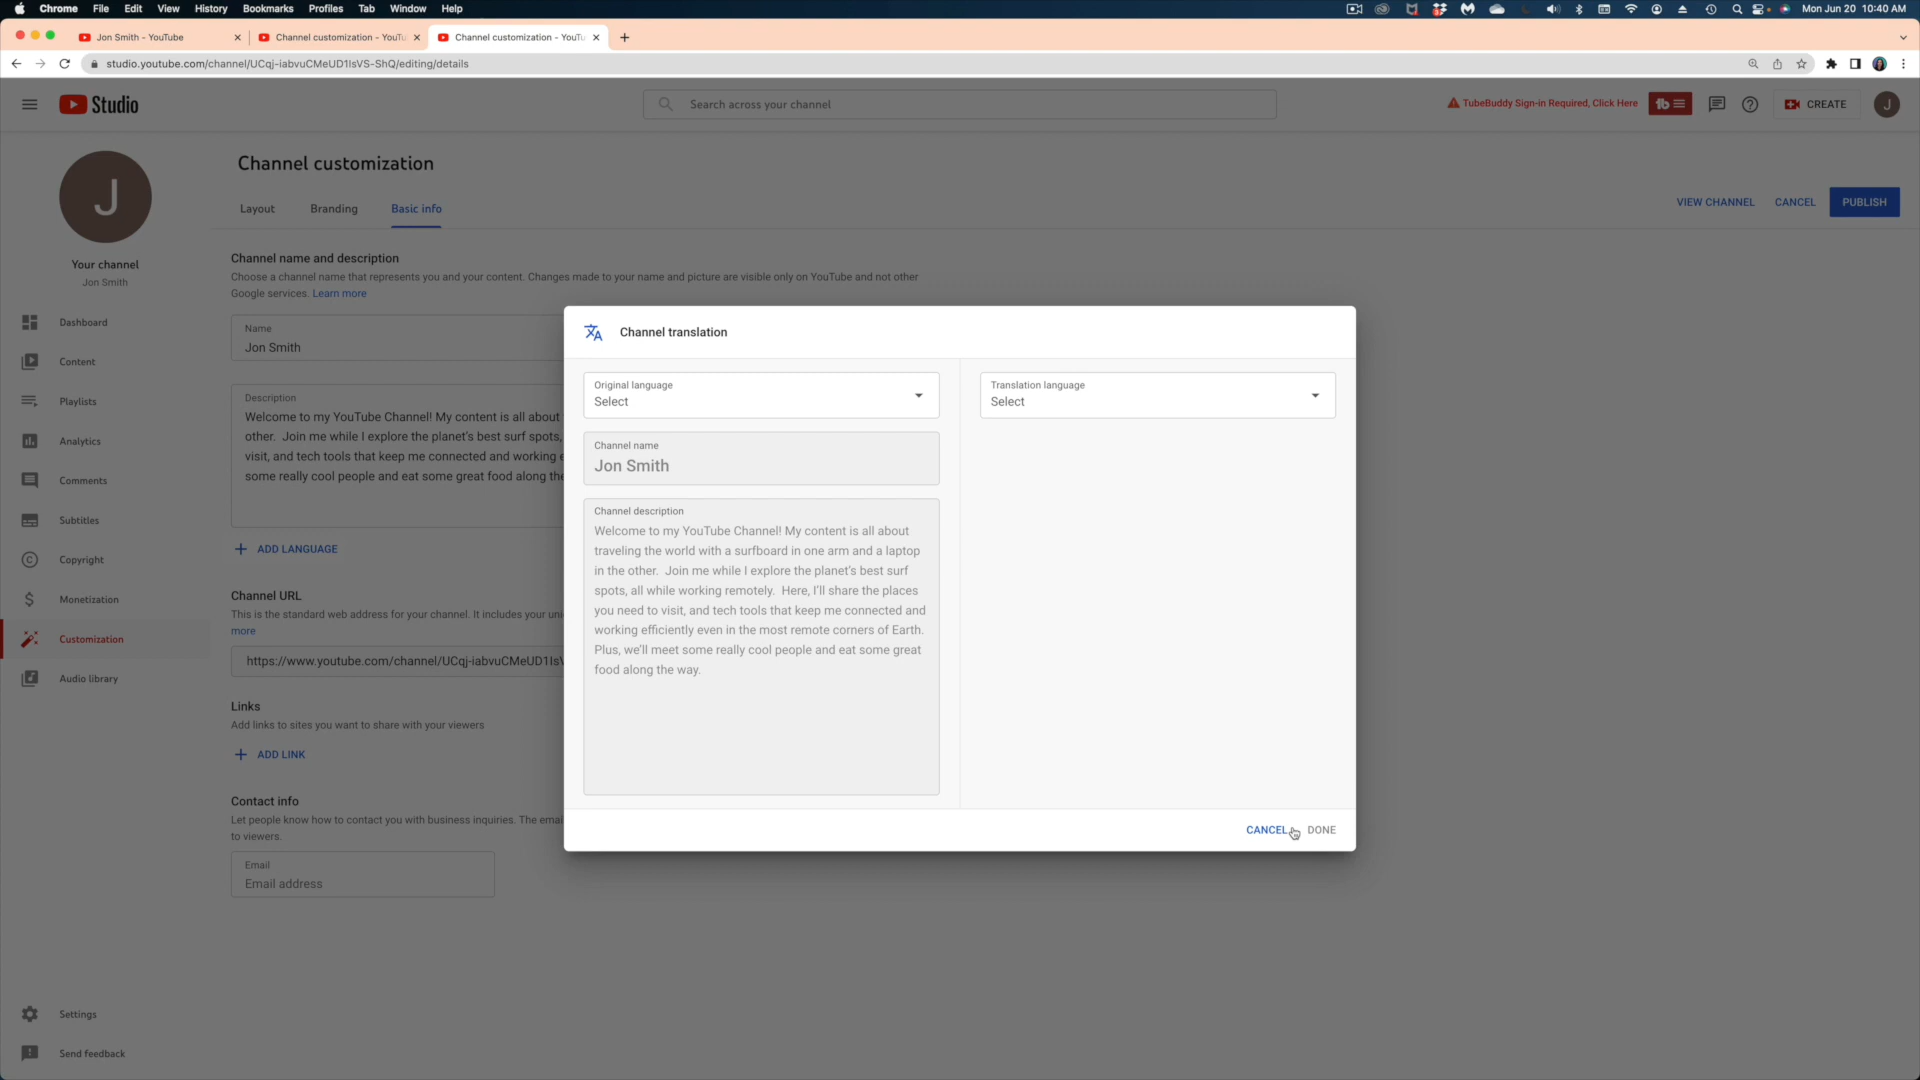 Chrome File Edit View History Bookmarks Profiles Tab Window Help
Mon Jun 20 10:40 AM
Jon Smith - YouTube
Channel customization - YouTu
Channel customization - YouTu
studio.youtube.com/channel/UCqj-iabvuCMeUD1IsVS-ShQ/editing/details
Studio
Search across your channel
TubeBuddy Sign-in Required, Click Here
CREATE
J
J
Your channel
Jon Smith
Dashboard
Content
Playlists
Analytics
Comments
Subtitles
Copyright
Monetization
Customization
Audio library
Settings
Send feedback
Channel customization
Layout Branding Basic info
VIEW CHANNEL CANCEL PUBLISH
Channel name and description
Choose a channel name that represents you and your content. Changes made to your name and picture are visible only on YouTube and not other
Google services. Learn more
Name
Jon Smith
Description
Welcome to my YouTube Channel! My content is all about
other. Join me while I explore the planet's best surf spots,
visit, and tech tools that keep me connected and working e
some really cool people and eat some great food along the
ADD LANGUAGE
Channel URL
This is the standard web address for your channel. It includes your uni
more
https://www.youtube.com/channel/UCqj-iabvuCMeUD1IsV
Links
Add links to sites you want to share with your viewers
ADD LINK
Contact info
Let people know how to contact you with business inquiries. The emai
to viewers.
Email
Email address
Channel translation
Original language
Select
Channel name
Jon Smith
Channel description
Welcome to my YouTube Channel! My content is all about
traveling the world with a surfboard in one arm and a laptop
in the other. Join me while I explore the planet's best surf
spots, all while working remotely. Here, I'll share the places
you need to visit, and tech tools that keep me connected and
working efficiently even in the most remote corners of Earth.
Plus, we'll meet some really cool people and eat some great
food along the way.
Translation language
Select
CANCEL DONE